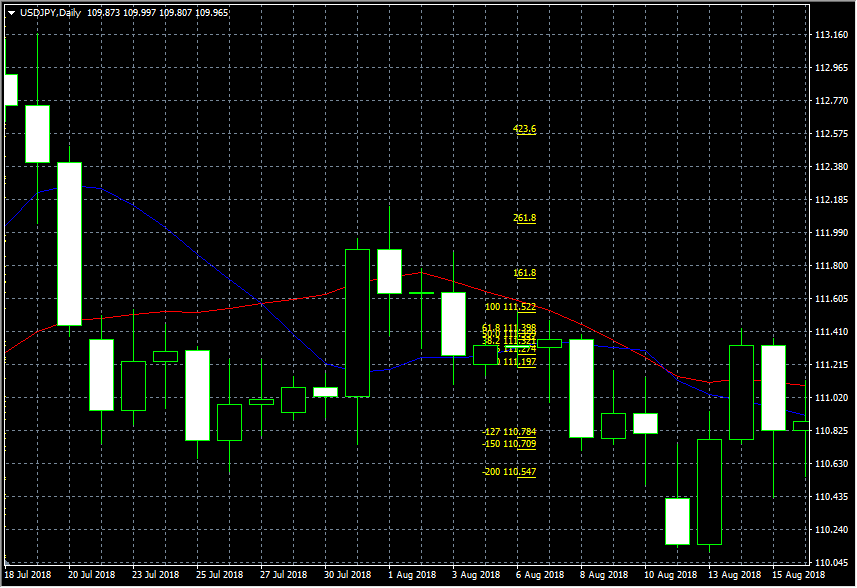 USDJPY,Daily 109.873 109.997 109.807 109.965
113.160
112.965
112.770
112.575
112.380
112.185
111.990
111.800
111.605
111.410
111.215
111.020
110.825
110.630
110.435
110.240
110.045
423.6
261.8
161.8
100 111.522
61.8 111.398
38.2 111.321
111.197
-127 110.784
-150 110.709
-200 110.547
18 Jul 2018
20 Jul 2018
23 Jul 2018
25 Jul 2018
27 Jul 2018
30 Jul 2018
1 Aug 2018
3 Aug 2018
6 Aug 2018
8 Aug 2018
10 Aug 2018
13 Aug 2018
15 Aug 2018